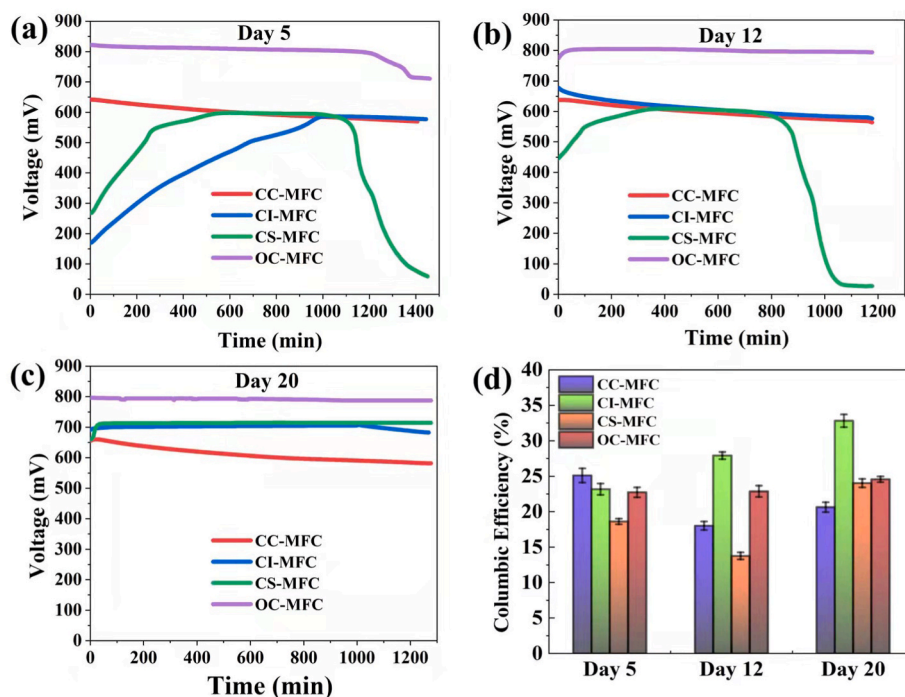 (a)
Day 5
Voltage (mV)
900
800
700
600
500
400
300
200
100
0
CC-MFC
CI-MFC
CS-MFC
OC-MFC
0 200 400 600 800 1000 1200 1400
Time (min)
(b)
Day 12
Voltage (mV)
900
800
700
600
500
400
300
200
100
0
CC-MFC
CI-MFC
CS-MFC
OC-MFC
0 200 400 600 800 1000 1200
Time (min)
(c)
Day 20
Voltage (mV)
900
800
700
600
500
400
300
200
100
0
CC-MFC
CI-MFC
CS-MFC
OC-MFC
0 200 400 600 800 1000 1200
Time (min)
(d)
Columbic Efficiency (%)
40
35
30
25
20
15
10
5
0
CC-MFC
CI-MFC
CS-MFC
OC-MFC
Day 5 Day 12 Day 20